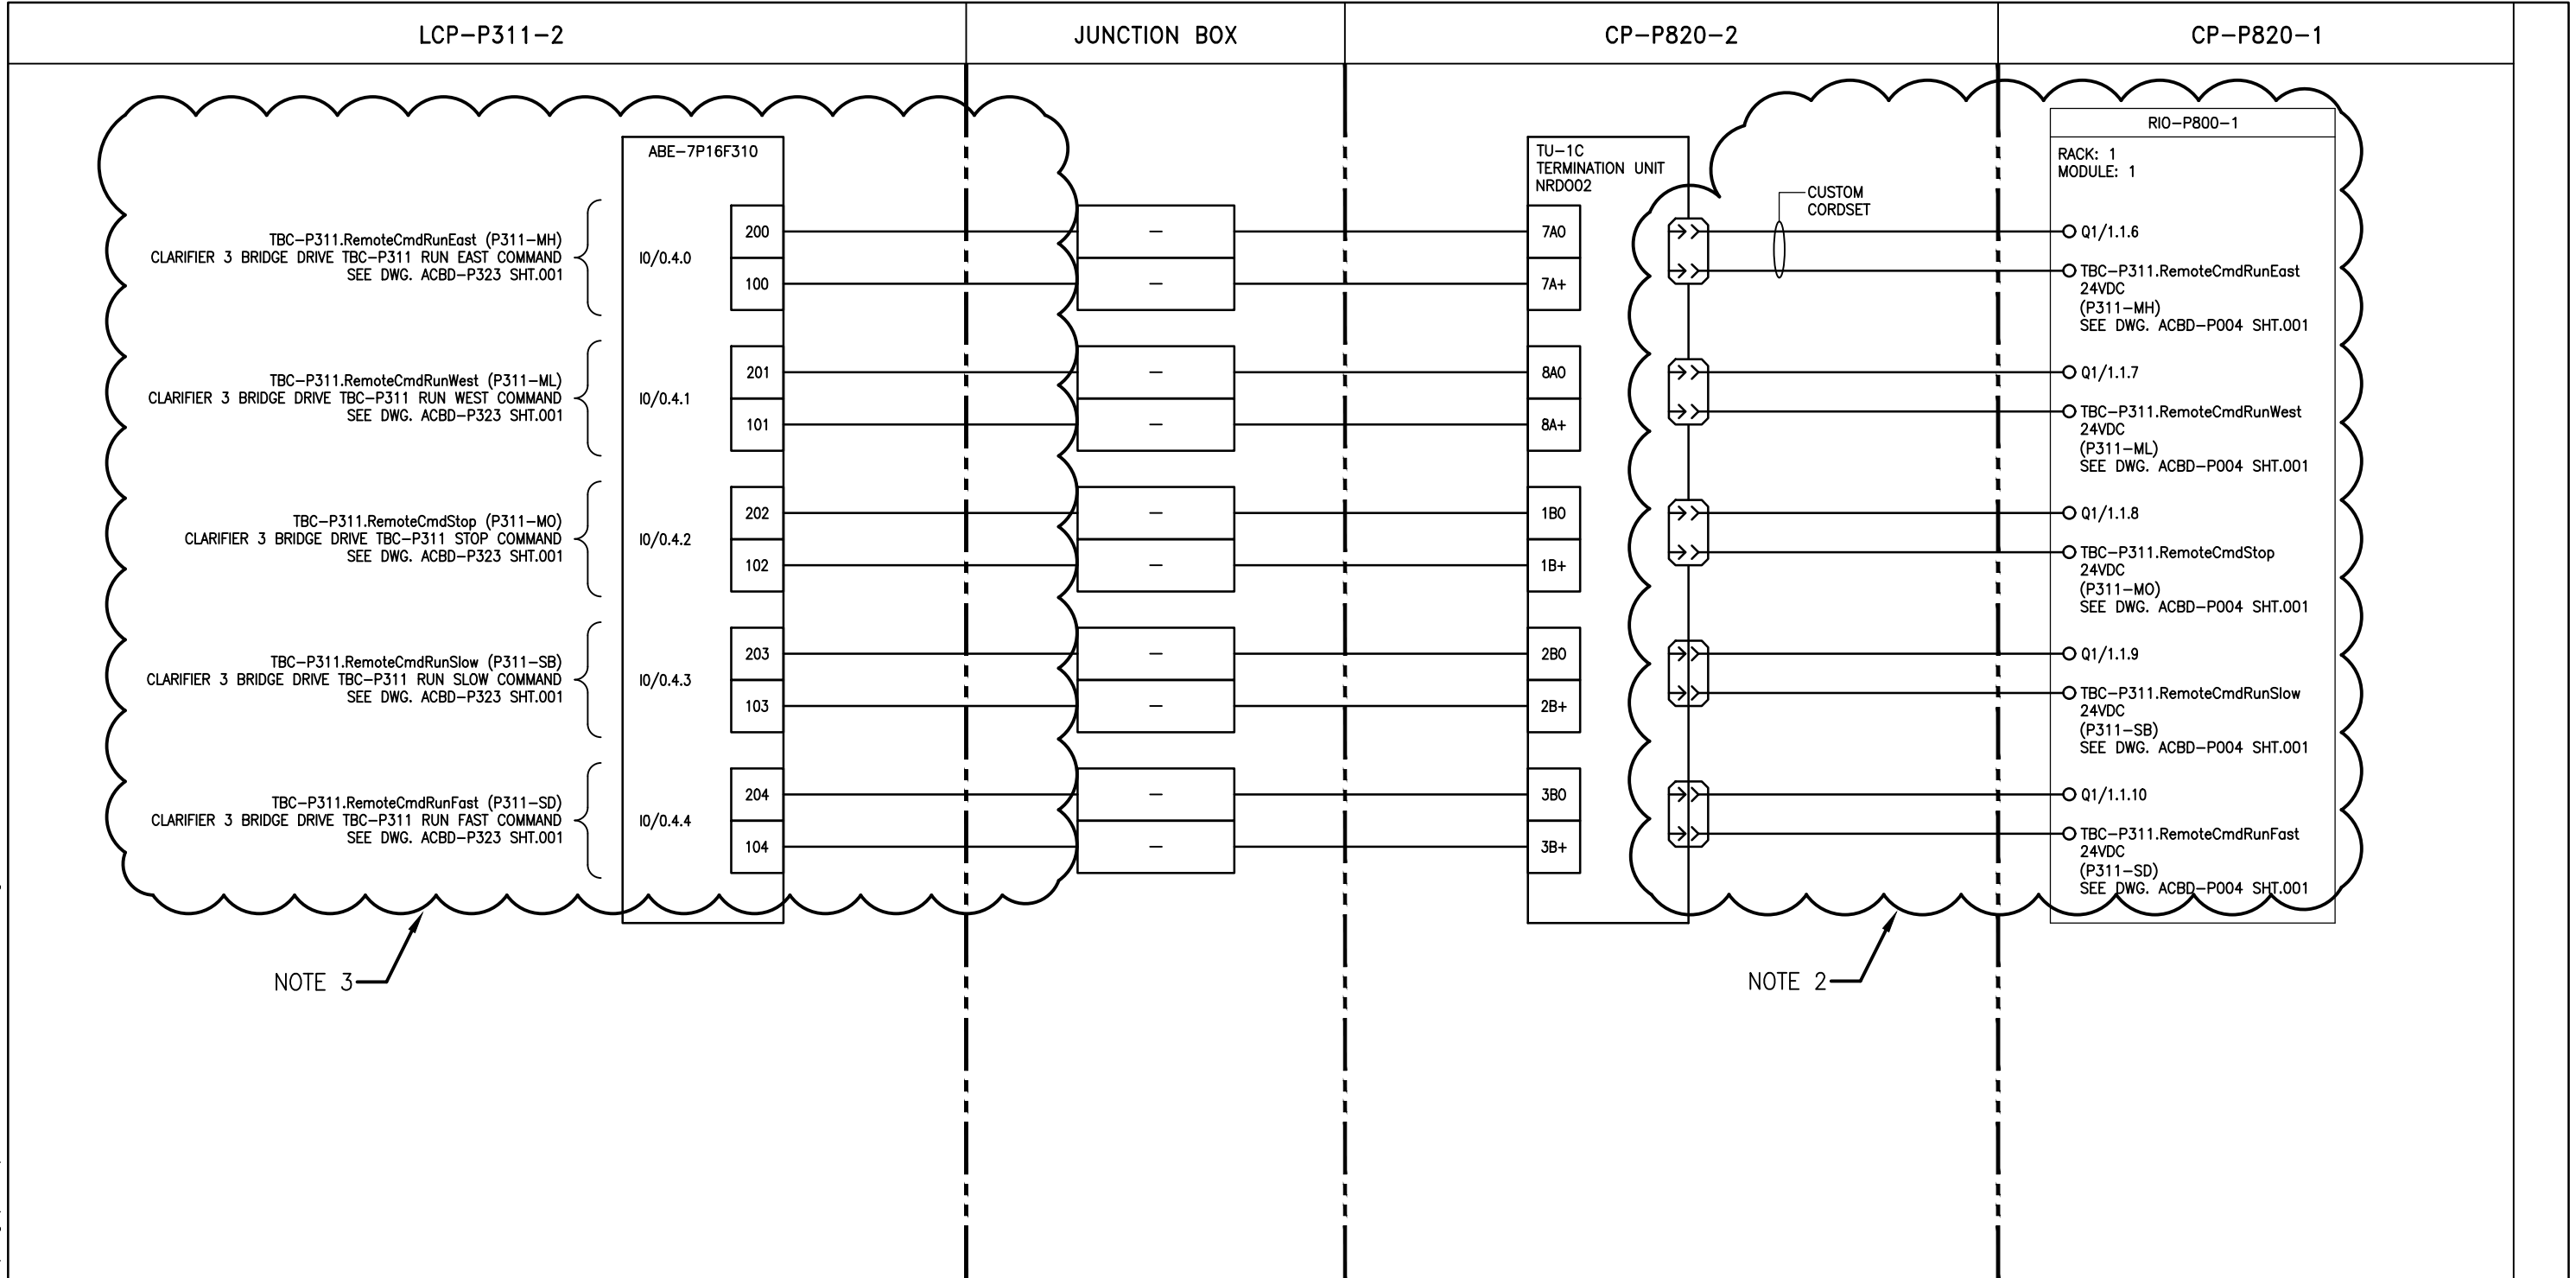 LCP-P311-2
JUNCTION BOX
CP-P820-2
CP-P820-1
ABE-7P16F310
TBC-P311.RemoteCmdRunEast (P311-MH)
CLARIFIER 3 BRIDGE DRIVE TBC-P311 RUN EAST COMMAND
SEE DWG. ACBD-P323 SHT.001
I0/0.4.0
200
100
TBC-P311.RemoteCmdRunWest (P311-ML)
CLARIFIER 3 BRIDGE DRIVE TBC-P311 RUN WEST COMMAND
SEE DWG. ACBD-P323 SHT.001
I0/0.4.1
201
101
TBC-P311.RemoteCmdStop (P311-MO)
CLARIFIER 3 BRIDGE DRIVE TBC-P311 STOP COMMAND
SEE DWG. ACBD-P323 SHT.001
I0/0.4.2
202
102
TBC-P311.RemoteCmdRunSlow (P311-SB)
CLARIFIER 3 BRIDGE DRIVE TBC-P311 RUN SLOW COMMAND
SEE DWG. ACBD-P323 SHT.001
I0/0.4.3
203
103
TBC-P311.RemoteCmdRunFast (P311-SD)
CLARIFIER 3 BRIDGE DRIVE TBC-P311 RUN FAST COMMAND
SEE DWG. ACBD-P323 SHT.001
I0/0.4.4
204
104
NOTE 3
–
–
–
–
–
–
–
–
–
–
TU-1C
TERMINATION UNIT
NRDO02
7A0
7A+
8A0
8A+
1B0
1B+
2B0
2B+
3B0
3B+
CUSTOM
CORDSET
NOTE 2
RIO-P800-1
RACK: 1
MODULE: 1
Q1/1.1.6
TBC-P311.RemoteCmdRunEast
24VDC
(P311-MH)
SEE DWG. ACBD-P004 SHT.001
Q1/1.1.7
TBC-P311.RemoteCmdRunWest
24VDC
(P311-ML)
SEE DWG. ACBD-P004 SHT.001
Q1/1.1.8
TBC-P311.RemoteCmdStop
24VDC
(P311-MO)
SEE DWG. ACBD-P004 SHT.001
Q1/1.1.9
TBC-P311.RemoteCmdRunSlow
24VDC
(P311-SB)
SEE DWG. ACBD-P004 SHT.001
Q1/1.1.10
TBC-P311.RemoteCmdRunFast
24VDC
(P311-SD)
SEE DWG. ACBD-P004 SHT.001